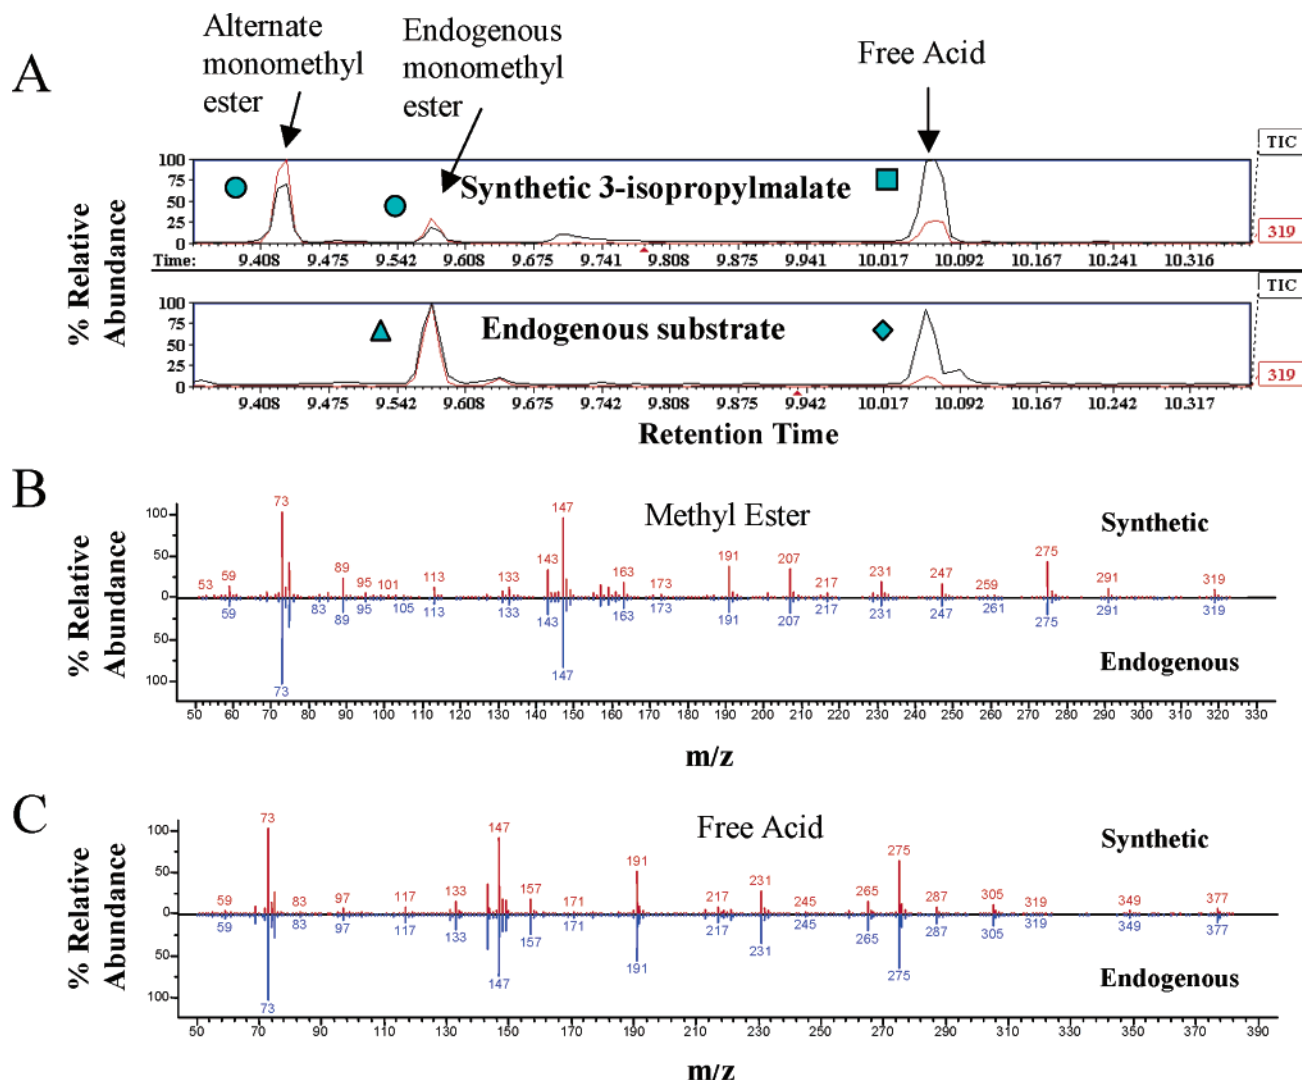 A
Alternate
monomethyl
ester
Endogenous
monomethyl
ester
Free Acid
% Relative
Abundance
100
75
50
25
0
Synthetic 3-isopropylmalate
TIC
319
Time: 9.408 9.475 9.542 9.608 9.675 9.741 9.808 9.875 9.941 10.017 10.092 10.167 10.241 10.316
100
75
50
25
0
Endogenous substrate
TIC
319
9.408 9.475 9.542 9.608 9.675 9.742 9.808 9.875 9.942 10.017 10.092 10.167 10.242 10.317
Retention Time
B
% Relative
Abundance
Methyl Ester
Synthetic
Endogenous
100
50
0
50
100
53 59 73 89 95 101 113 133 143 147 163 173 191 207 217 231 247 259 275 291 319
59 73 83 89 95 105 113 133 143 147 163 173 191 207 217 231 247 261 275 291 319
50 60 70 80 90 100 110 120 130 140 150 160 170 180 190 200 210 220 230 240 250 260 270 280 290 300 310 320 330
m/z
C
% Relative
Abundance
Free Acid
Synthetic
Endogenous
100
50
0
50
100
59 73 83 97 117 133 147 157 171 191 217 231 245 265 275 287 305 319 349 377
59 73 83 97 117 133 147 157 171 191 217 231 245 265 275 287 305 319 349 377
50 70 90 110 130 150 170 190 210 230 250 270 290 310 330 350 370 390
m/z